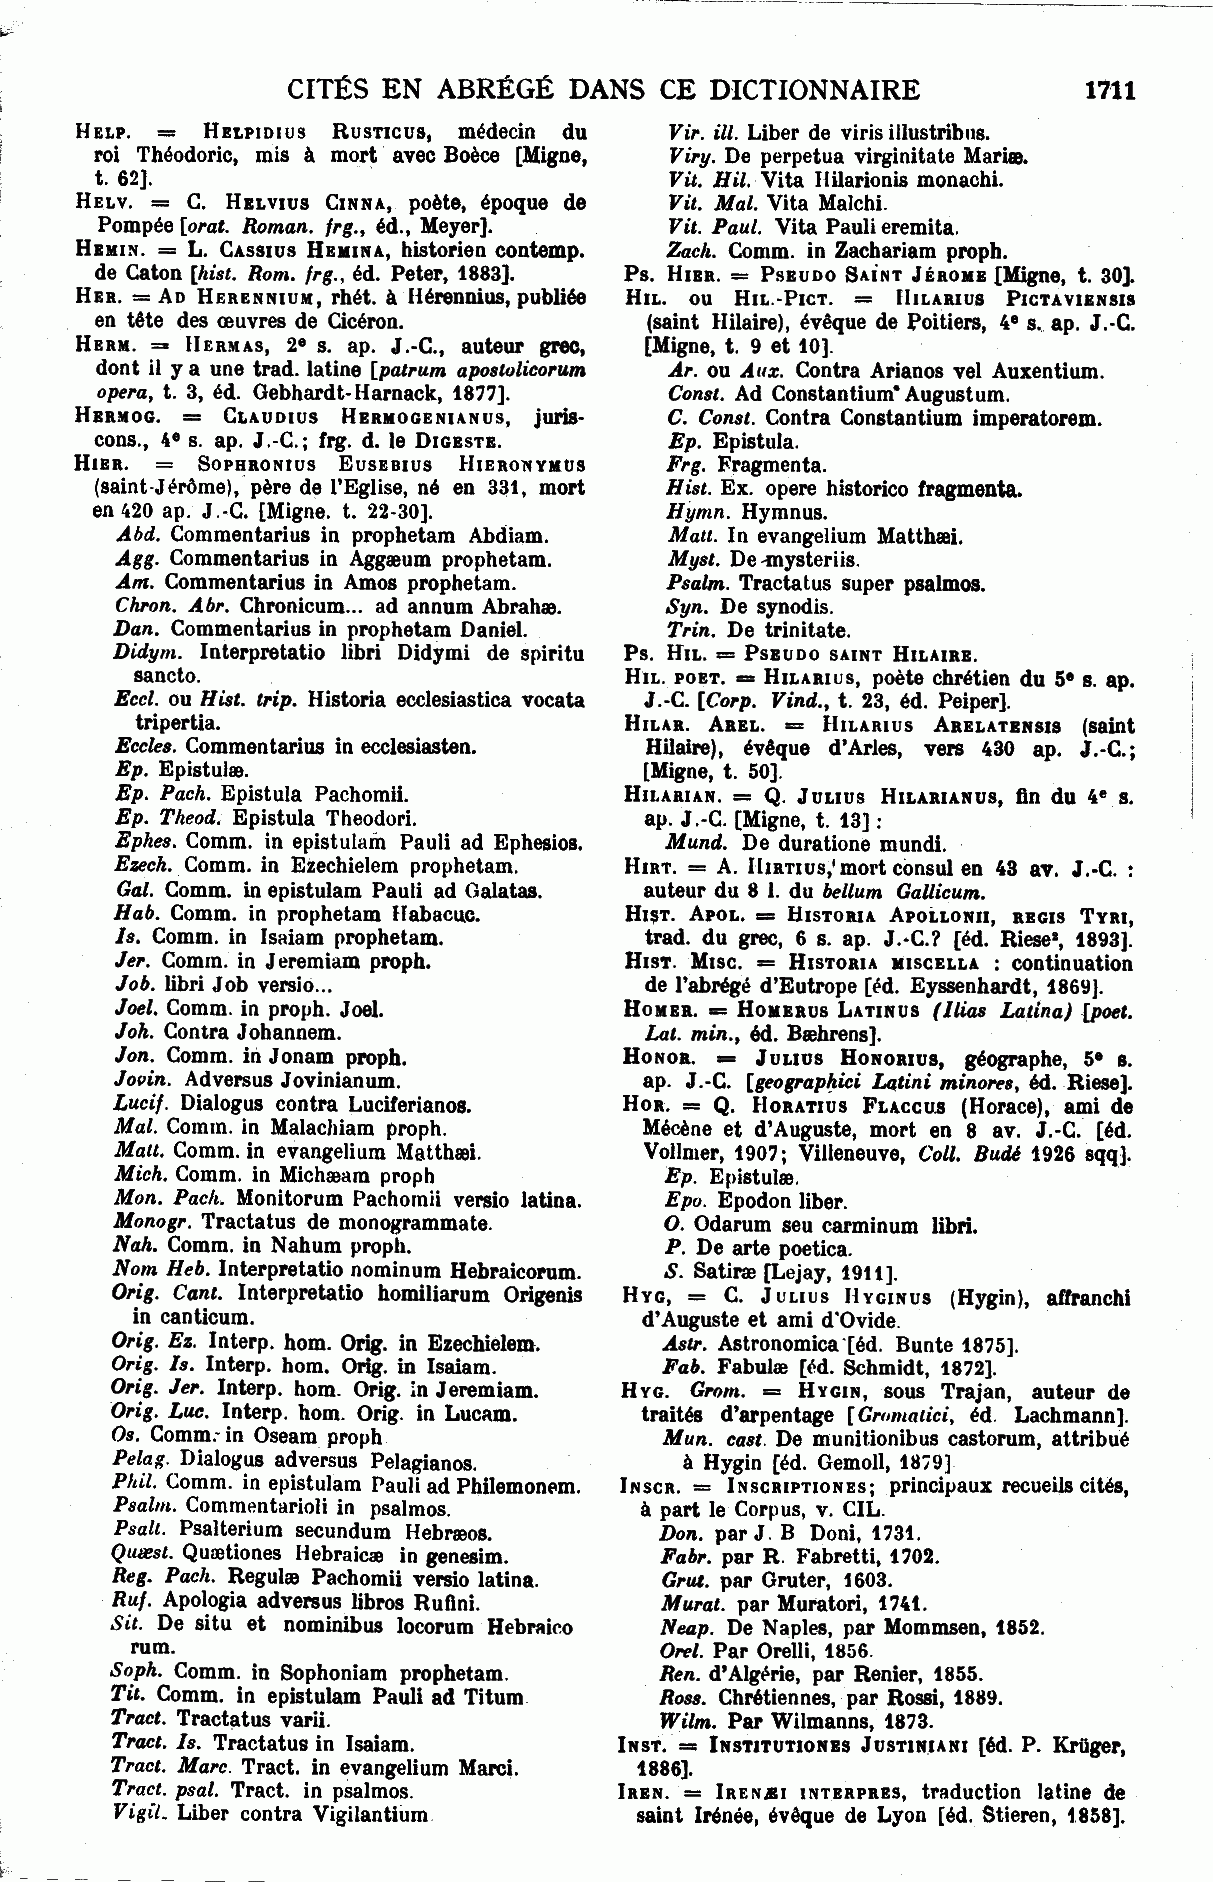 CITÉS EN ABRÉGÉ DANS CE DICTIONNAIRE 1711
HELP. = HELPIDIUS RUSTICUS, médecin du
roi Théodoric, mis à mort avec Boèce [Migne,
t. 62].
HELV. = C. HELVIUS CINNA, poète, époque de
Pompée [orat. Roman. frg., éd., Meyer].
HEMIN. = L. CASSIUS HEMINA, historien contemp.
de Caton [hist. Rom. frg., éd. Peter, 1883].
HER. = AD HERENNIUM, rhét. à Hérennius, publiée
en tête des œuvres de Cicéron.
HERM. = HERMAS, 2e s. ap. J.-C., auteur grec,
dont il y a une trad. latine [patrum apostolicorum
opera, t. 3, éd. Gebhardt-Harnack, 1877].
HERMOG. = CLAUDIUS HERMOGENIANUS, juris-
cons., 4e s. ap. J.-C.; frg. d. le DIGESTE.
HIER. = SOPHRONIUS EUSEBIUS HIERONYMUS
(saint-Jérôme), père de l'Eglise, né en 331, mort
en 420 ap. J.-C. [Migne. t. 22-30].
Abd. Commentarius in prophetam Abdiam.
Agg. Commentarius in Aggæum prophetam.
Am. Commentarius in Amos prophetam.
Chron. Abr. Chronicum... ad annum Abrahæ.
Dan. Commentarius in prophetam Daniel.
Didym. Interpretatio libri Didymi de spiritu
sancto.
Eccl. ou Hist. trip. Historia ecclesiastica vocata
tripertia.
Eccles. Commentarius in ecclesiasten.
Ep. Epistulæ.
Ep. Pach. Epistula Pachomii.
Ep. Theod. Epistula Theodori.
Ephes. Comm. in epistulam Pauli ad Ephesios.
Ezech. Comm. in Ezechielem prophetam.
Gal. Comm. in epistulam Pauli ad Galatas.
Hab. Comm. in prophetam Habacuc.
Is. Comm. in Isaiam prophetam.
Jer. Comm. in Jeremiam proph.
Job. libri Job versio...
Joel. Comm. in proph. Joel.
Joh. Contra Johannem.
Jon. Comm. in Jonam proph.
Jovin. Adversus Jovinianum.
Lucif. Dialogus contra Luciferianos.
Mal. Comm. in Malachiam proph.
Matt. Comm. in evangelium Matthæi.
Mich. Comm. in Michæam proph
Mon. Pach. Monitorum Pachomii versio latina.
Monogr. Tractatus de monogrammate.
Nah. Comm. in Nahum proph.
Nom Heb. Interpretatio nominum Hebraicorum.
Orig. Cant. Interpretatio homiliarum Origenis
in canticum.
Orig. Ez. Interp. hom. Orig. in Ezechielem.
Orig. Is. Interp. hom. Orig. in Isaiam.
Orig. Jer. Interp. hom. Orig. in Jeremiam.
Orig. Luc. Interp. hom. Orig. in Lucam.
Os. Comm. in Oseam proph
Pelag. Dialogus adversus Pelagianos.
Phil. Comm. in epistulam Pauli ad Philemonem.
Psalm. Commentarioli in psalmos.
Psalt. Psalterium secundum Hebræos.
Quæst. Quætiones Hebraicæ in genesim.
Reg. Pach. Regulæ Pachomii versio latina.
Ruf. Apologia adversus libros Rufini.
Sit. De situ et nominibus locorum Hebraico
rum.
Soph. Comm. in Sophoniam prophetam.
Tit. Comm. in epistulam Pauli ad Titum
Tract. Tractatus varii.
Tract. Is. Tractatus in Isaiam.
Tract. Marc. Tract. in evangelium Marci.
Tract. psal. Tract. in psalmos.
Vigil. Liber contra Vigilantium
Vir. ill. Liber de viris illustribus.
Viry. De perpetua virginitate Mariæ.
Vit. Hil. Vita Hilarionis monachi.
Vit. Mal. Vita Malchi.
Vit. Paul. Vita Pauli eremita.
Zach. Comm. in Zachariam proph.
PS. HIER. = PSEUDO SAINT JÉROME [Migne, t. 30].
HIL. ou HIL.-PICT. = HILARIUS PICTAVIENSIS
(saint Hilaire), évêque de Poitiers, 4e s. ap. J.-C.
[Migne, t. 9 et 10].
Ar. ou Aux. Contra Arianos vel Auxentium.
Const. Ad Constantium Augustum.
C. Const. Contra Constantium imperatorem.
Ep. Epistula.
Frg. Fragmenta.
Hist. Ex. opere historico fragmenta.
Hymn. Hymnus.
Matt. In evangelium Matthæi.
Myst. De mysteriis.
Psalm. Tractatus super psalmos.
Syn. De synodis.
Trin. De trinitate.
PS. HIL. = PSEUDO SAINT HILAIRE.
HIL. POET. = HILARIUS, poète chrétien du 5e s. ap.
J.-C. [Corp. Vind., t. 23, éd. Peiper].
HILAR. AREL. = HILARIUS ARELATENSIS (saint
Hilaire), évêque d'Arles, vers 430 ap. J.-C.;
[Migne, t. 50].
HILARIAN. = Q. JULIUS HILARIANUS, fin du 4e s.
ap. J.-C. [Migne, t. 13] :
Mund. De duratione mundi.
HIRT. = A. HIRTIUS, mort consul en 43 av. J.-C. :
auteur du 8 l. du bellum Gallicum.
HIST. APOL. = HISTORIA APOLLONII, REGIS TYRI,
trad. du grec, 6 s. ap. J.-C.? [éd. Riese², 1893].
HIST. MISC. = HISTORIA MISCELLA : continuation
de l'abrégé d'Eutrope [éd. Eyssenhardt, 1869].
HOMER. = HOMERUS LATINUS (Ilias Latina) [poet.
Lat. min., éd. Bæhrens].
HONOR. = JULIUS HONORIUS, géographe, 5e s.
ap. J.-C. [geographici Latini minores, éd. Riese].
HOR. = Q. HORATIUS FLACCUS (Horace), ami de
Mécène et d'Auguste, mort en 8 av. J.-C. [éd.
Vollmer, 1907; Villeneuve, Coll. Budé 1926 sqq].
Ep. Epistulæ.
Epo. Epodon liber.
O. Odarum seu carminum libri.
P. De arte poetica.
S. Satiræ [Lejay, 1911].
HYG, = C. JULIUS HYGINUS (Hygin), affranchi
d'Auguste et ami d'Ovide.
Astr. Astronomica [éd. Bunte 1875].
Fab. Fabulæ [éd. Schmidt, 1872].
HYG. Grom. = HYGIN, sous Trajan, auteur de
traités d'arpentage [Gromatici, éd. Lachmann].
Mun. cast. De munitionibus castorum, attribué
à Hygin [éd. Gemoll, 1879]
INSCR. = INSCRIPTIONES; principaux recueils cités,
à part le Corpus, v. CIL.
Don. par J. B Doni, 1731.
Fabr. par R. Fabretti, 1702.
Grut. par Gruter, 1603.
Murat. par Muratori, 1741.
Neap. De Naples, par Mommsen, 1852.
Orel. Par Orelli, 1856.
Ren. d'Algérie, par Renier, 1855.
Ross. Chrétiennes, par Rossi, 1889.
Wilm. Par Wilmanns, 1873.
INST. = INSTITUTIONES JUSTINIANI [éd. P. Krüger,
1886].
IREN. = IRENÆI INTERPRES, traduction latine de
saint Irénée, évêque de Lyon [éd. Stieren, 1858].